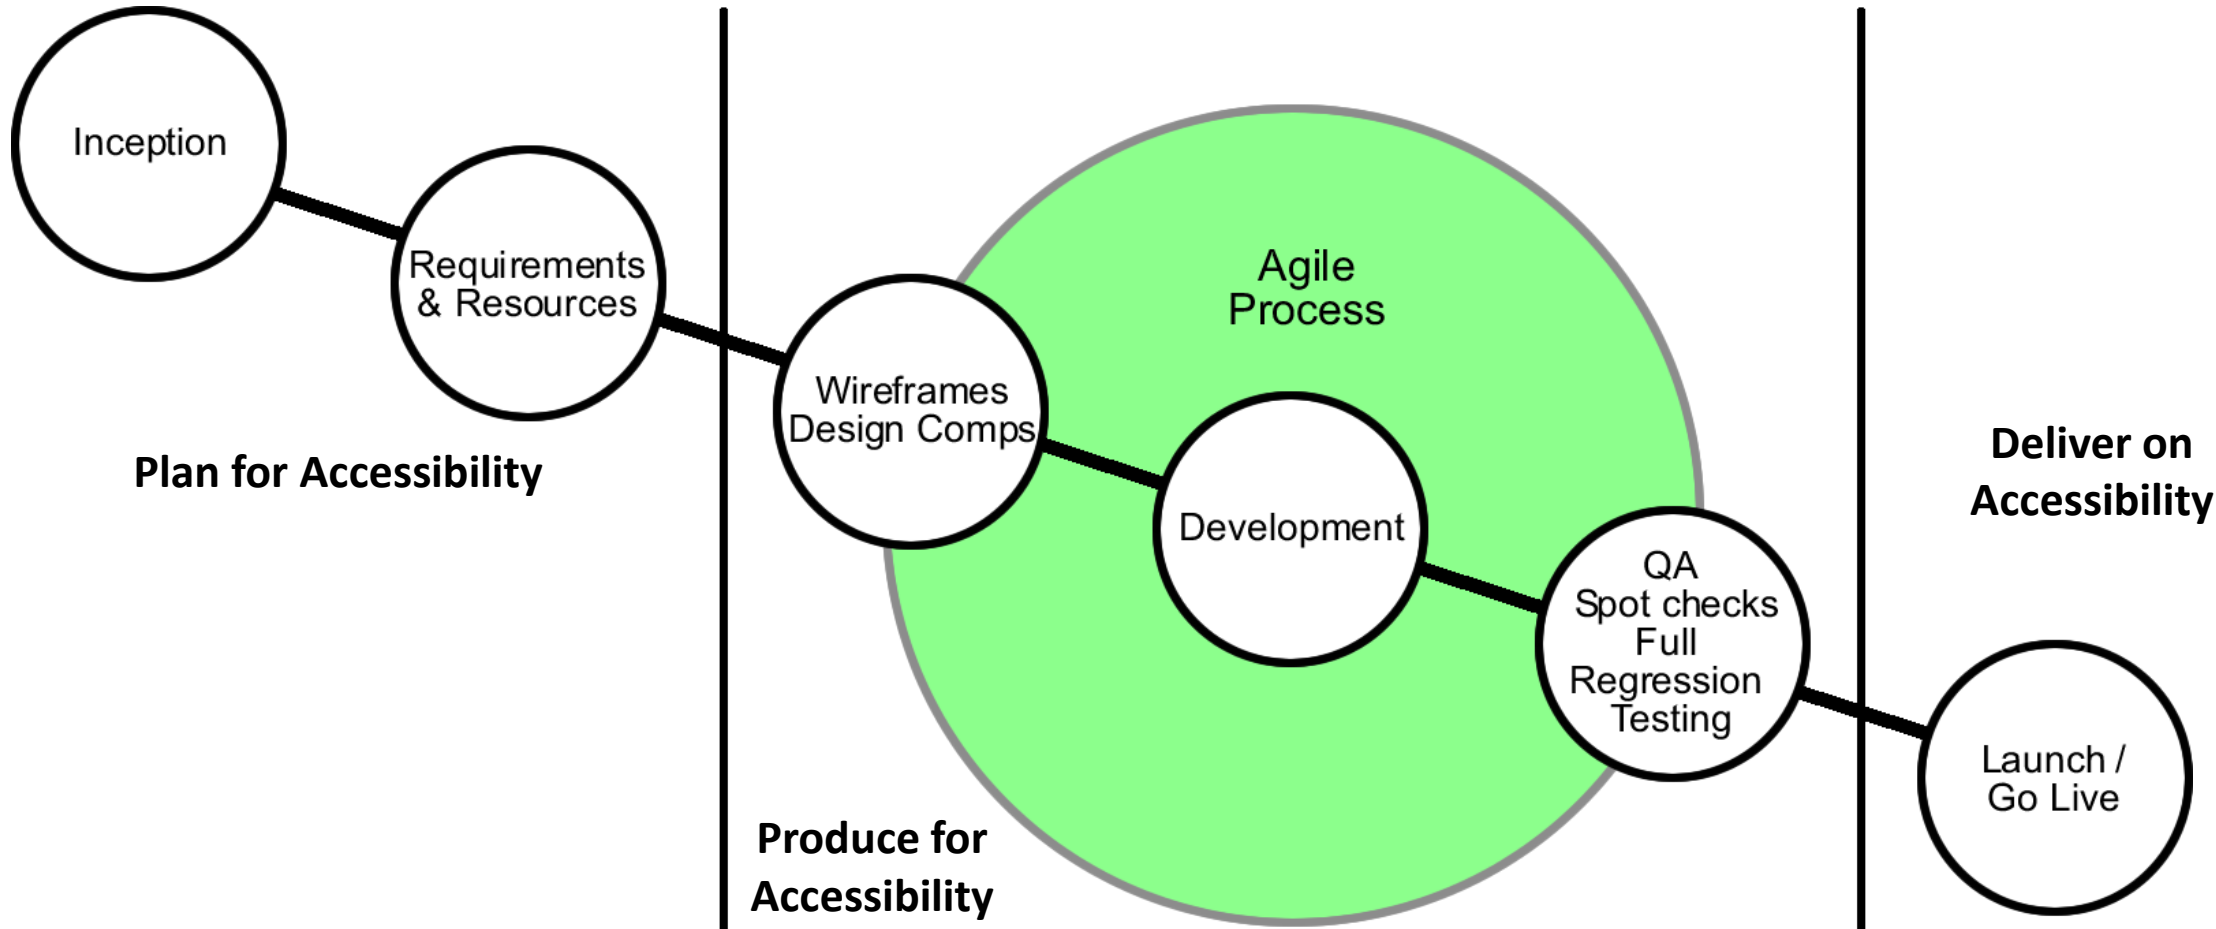 Inception
Requirements
& Resources
Plan for Accessibility
Wireframes
Design Comps
Agile
Process
Development
QA
Spot checks
Full
Regression
Testing
Produce for
Accessibility
Deliver on
Accessibility
Launch /
Go Live